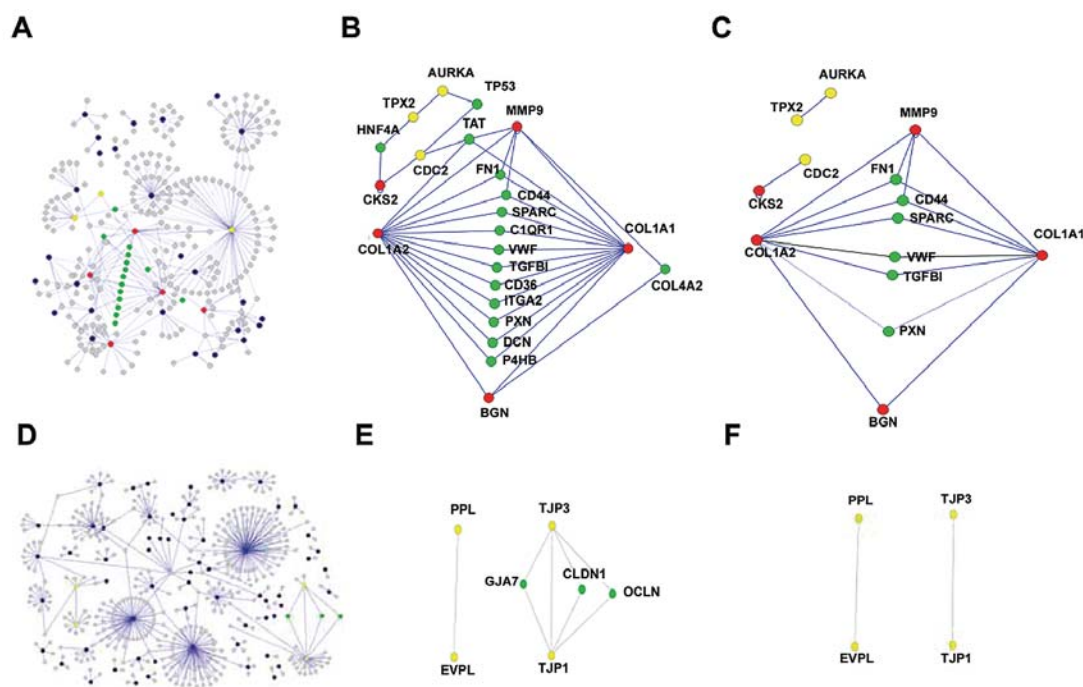 A
B
C
AURKA
TP53
TPX2
MMP9
HNF4A
TAT
CDC2
FN1
CKS2
CD44
SPARC
C1QR1
COL1A2
COL1A1
VWF
TGFBI
CD36
COL4A2
ITGA2
PXN
DCN
P4HB
BGN
AURKA
TPX2
MMP9
CDC2
FN1
CKS2
CD44
SPARC
COL1A1
COL1A2
VWF
TGFBI
PXN
BGN
D
E
F
PPL
TJP3
GJA7
CLDN1
OCLN
EVPL
TJP1
PPL
TJP3
EVPL
TJP1